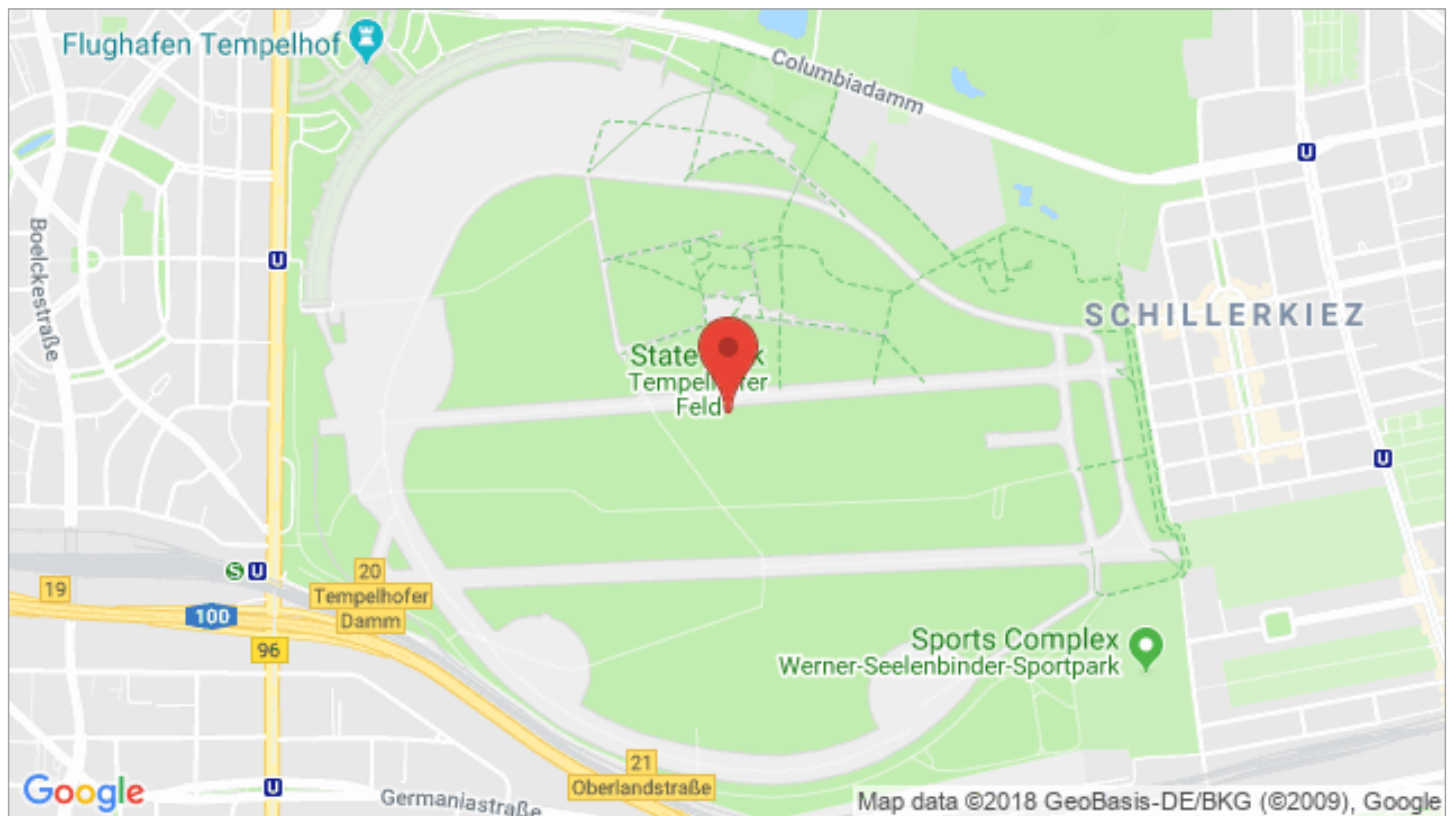 Flughafen Tempelhof
Columbiadamm
U
Boelckestraße
U
SCHILLERKIEZ
State
Tempelhofer
Feld
U
S U
20
Tempelhofer
Damm
19
100
96
Sports Complex
Werner-Seelenbinder-Sportpark
21
Oberlandstraße
U
Germaniastraße
Google
Map data ©2018 GeoBasis-DE/BKG (©2009), Google